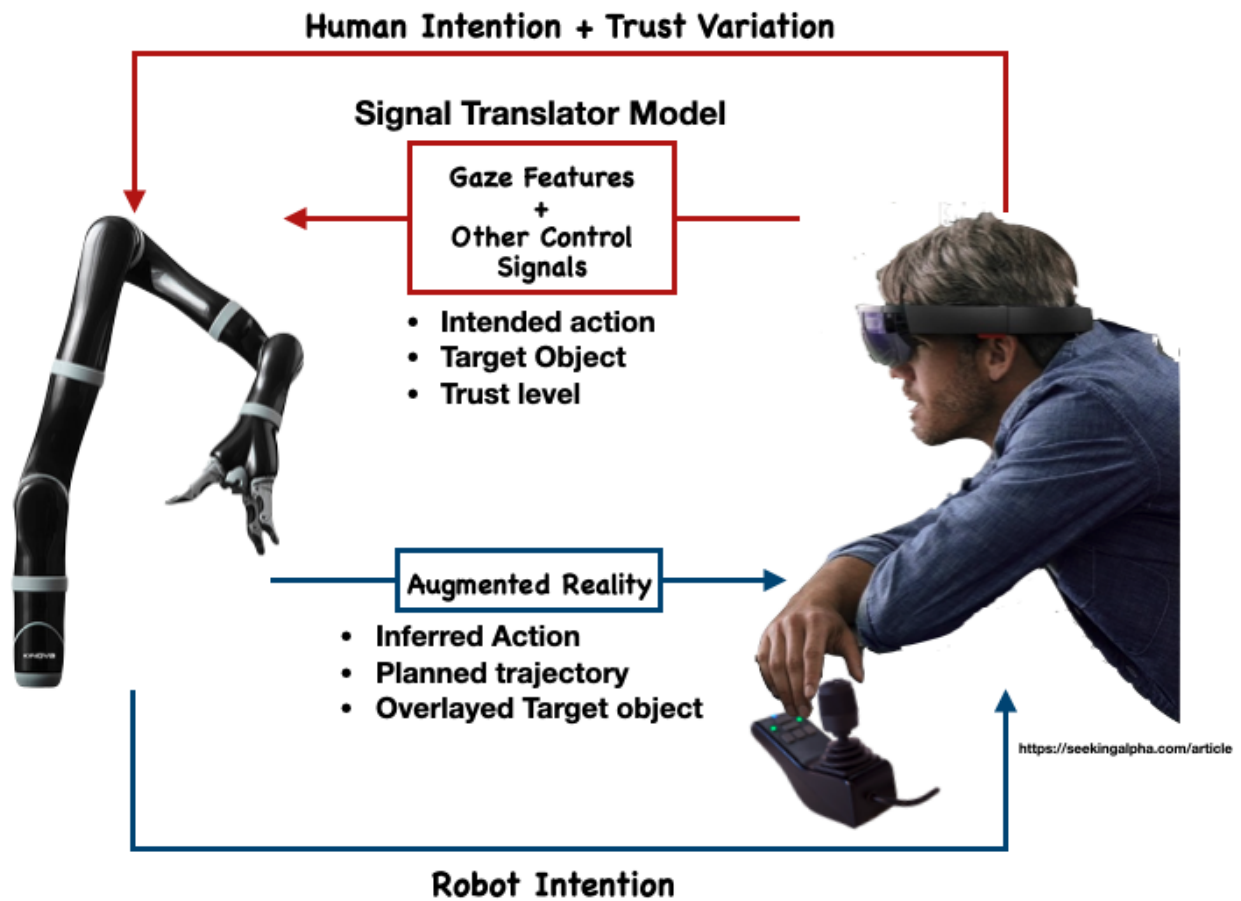 Human Intention + Trust Variation
Signal Translator Model
Gaze Features
+
Other Control
Signals
• Intended action
• Target Object
• Trust level
Augmented Reality
• Inferred Action
• Planned trajectory
• Overlayed Target object
KINOVA
https://seekingalpha.com/article
Robot Intention